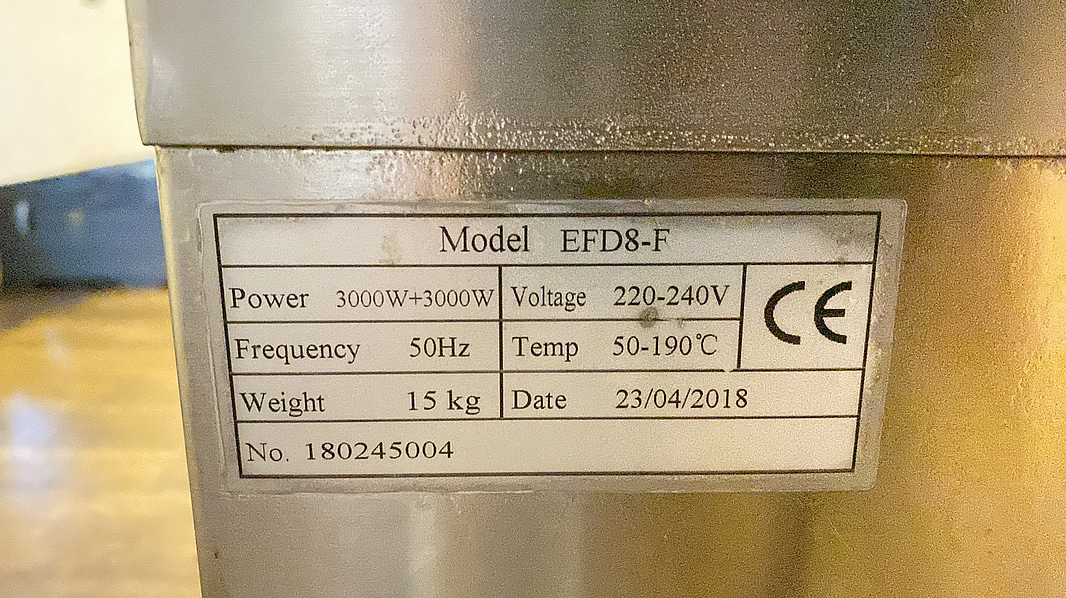 Model EFD8-F
Power 3000W+3000W Voltage 220-240V CE
Frequency 50Hz Temp 50-190℃
Weight 15 kg Date 23/04/2018
No. 180245004